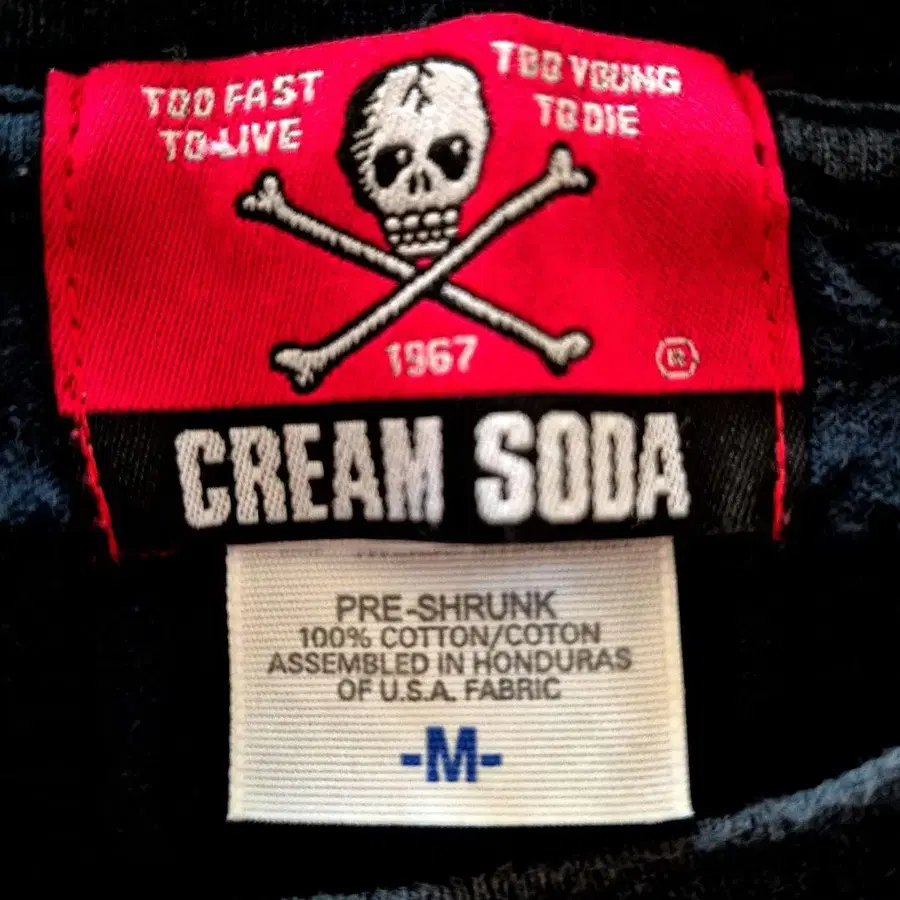 TOO FAST
TO LIVE
TOO YOUNG
TO DIE
1967
®
CREAM SODA
PRE-SHRUNK
100% COTTON/COTON
ASSEMBLED IN HONDURAS
OF U.S.A. FABRIC
-M-